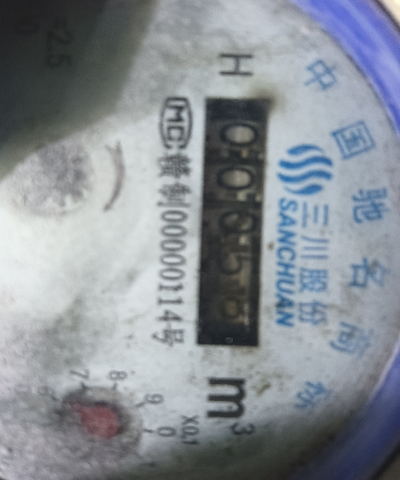 中国驰名商标
三川股份
SANCHUAN
H
m³
MC 赣制00000114号
X0.1
0
9
8
7